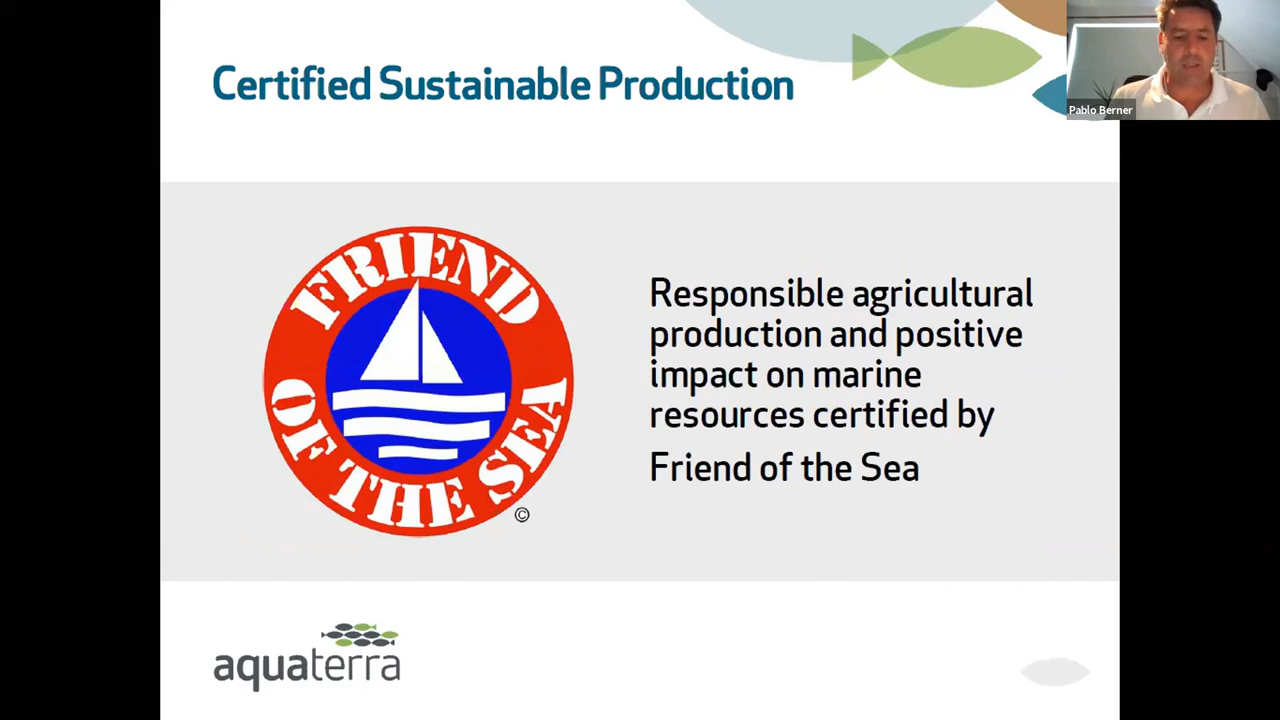 Certified Sustainable Production
Pablo Berner
FRIEND
OF THE SEA
©
Responsible agricultural
production and positive
impact on marine
resources certified by
Friend of the Sea
aquaterra